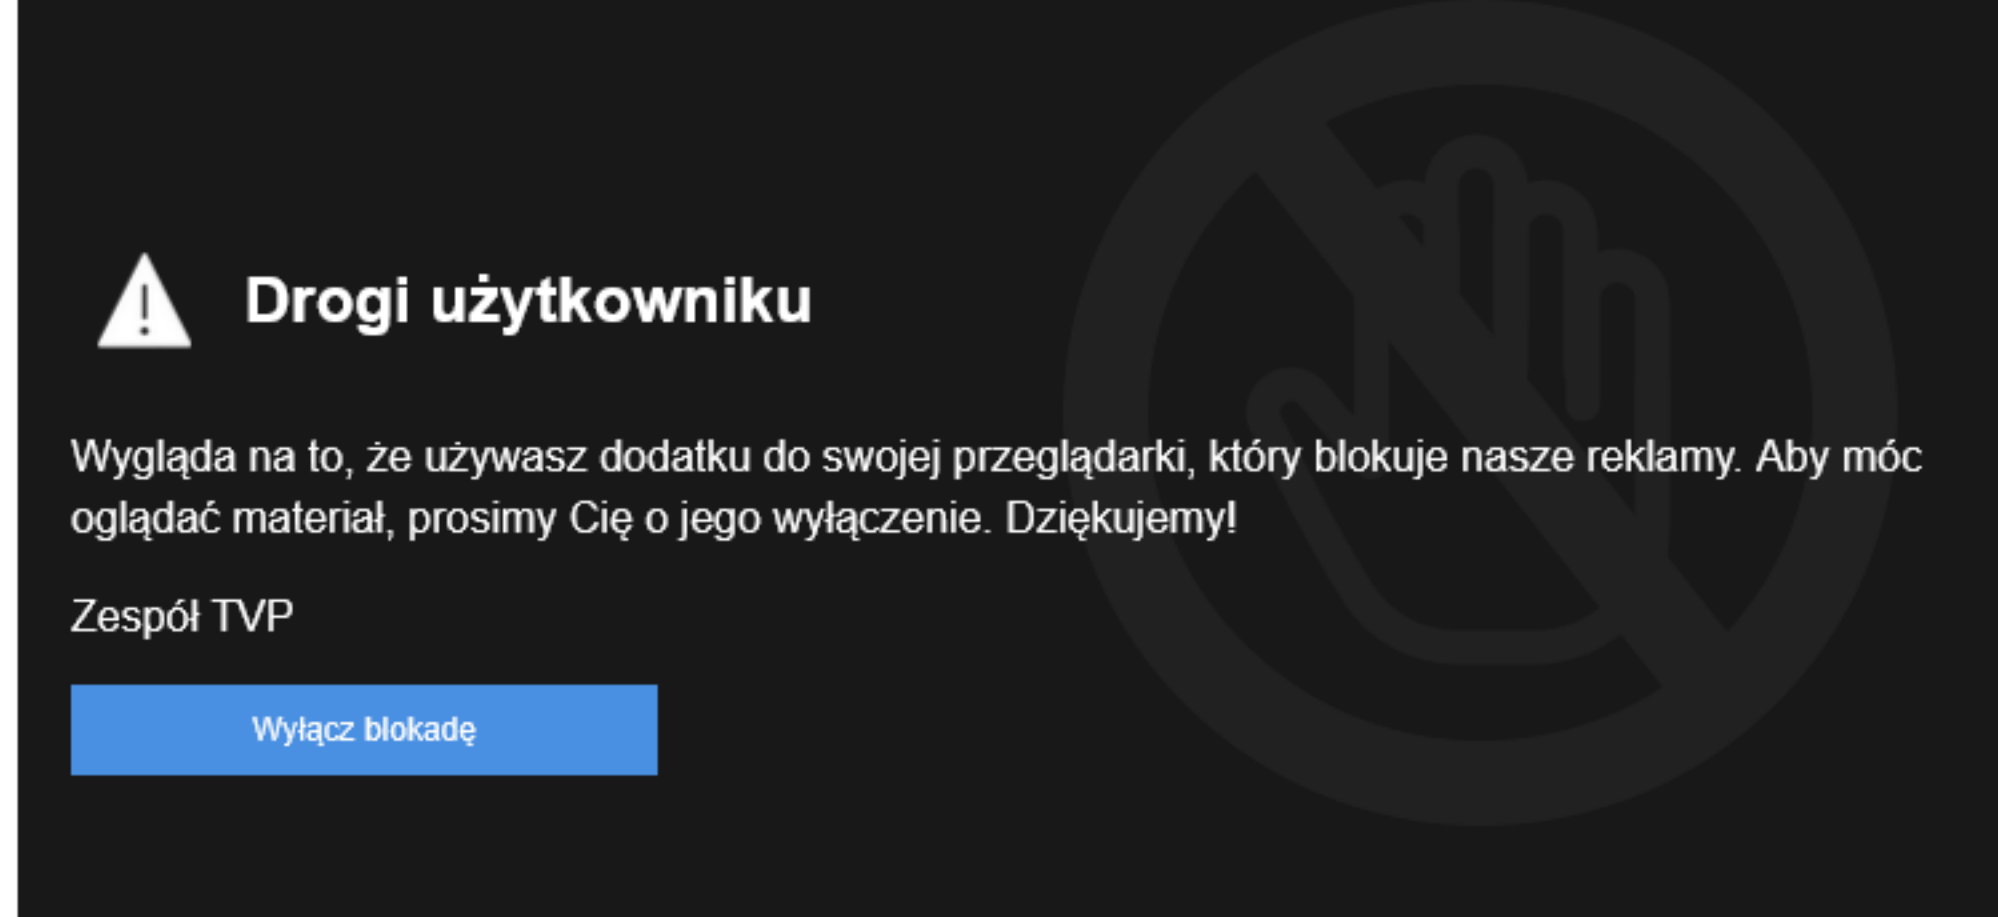 Drogi użytkowniku
Wygląda na to, że używasz dodatku do swojej przeglądarki, który blokuje nasze reklamy. Aby móc
oglądać materiał, prosimy Cię o jego wyłączenie. Dziękujemy!
Zespół TVP
Wyłącz blokadę